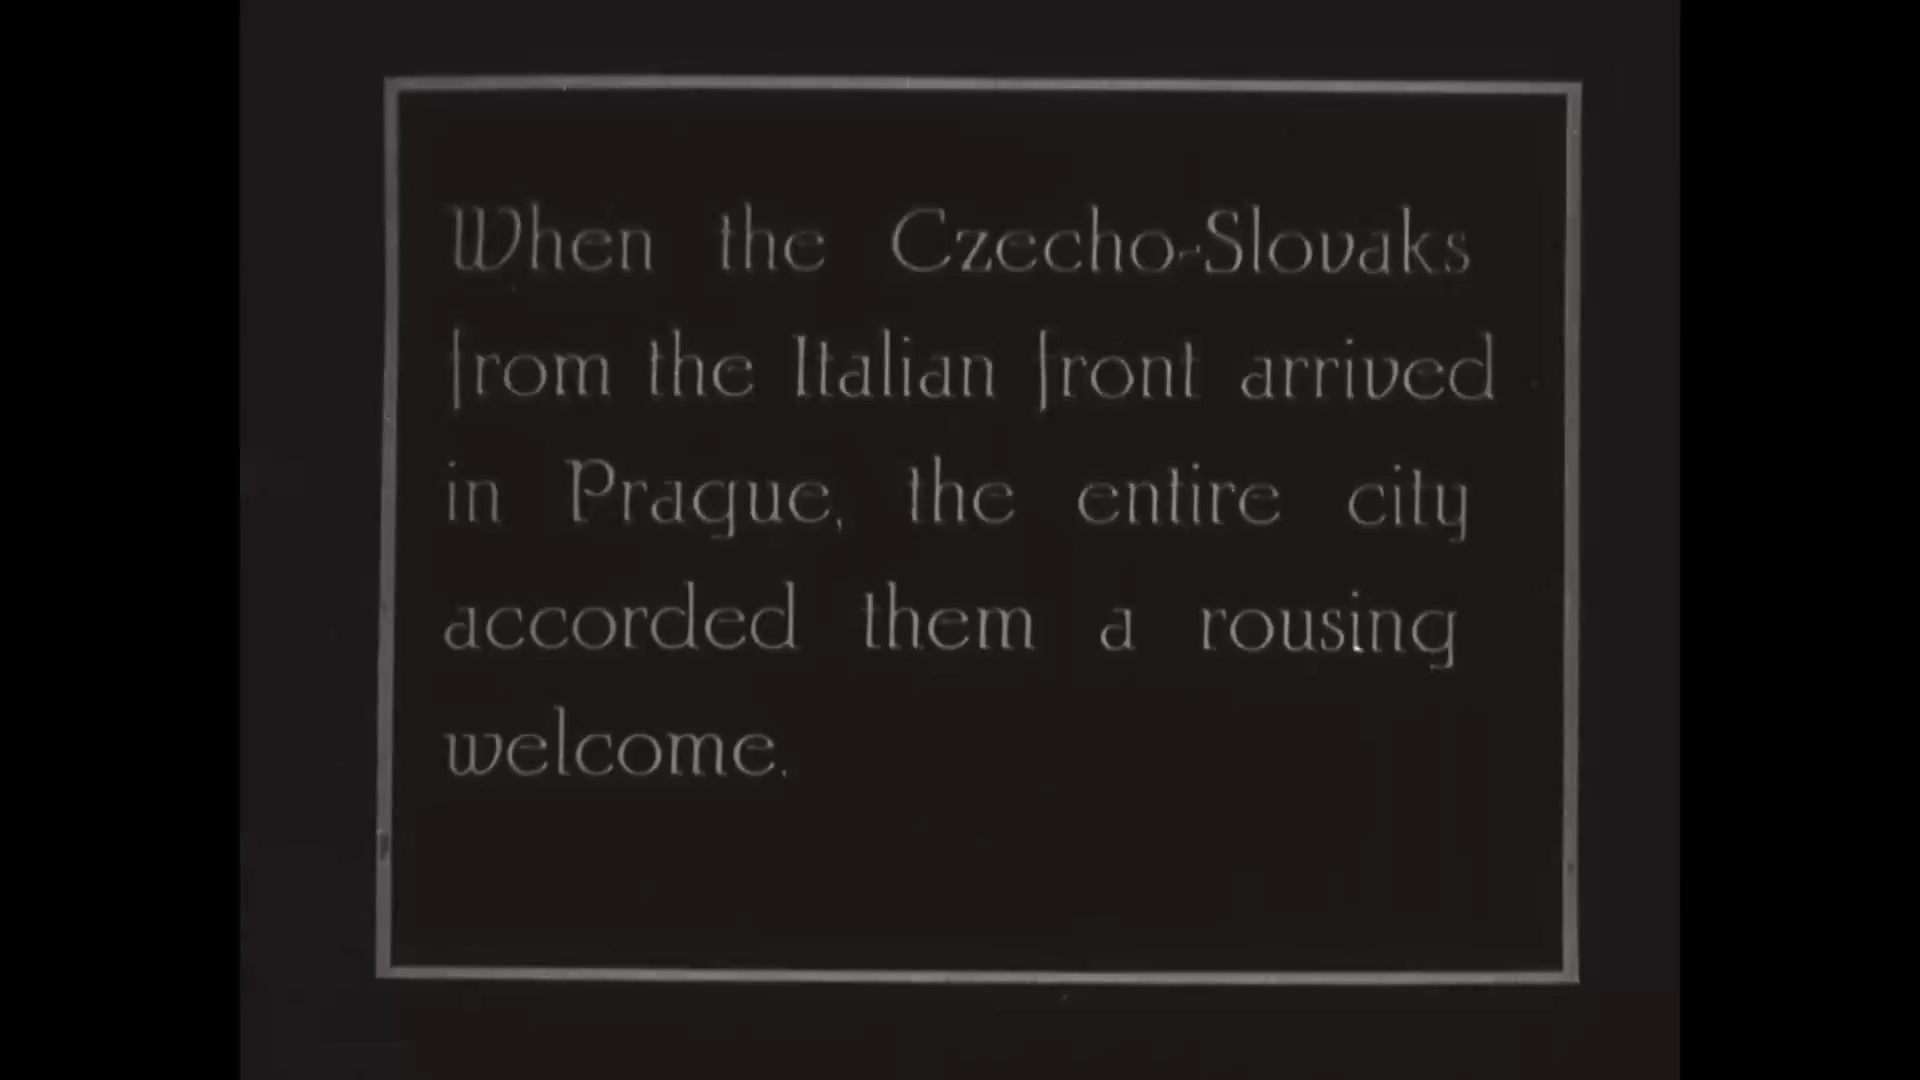 When the Czecho-Slovaks
from the Italian front arrived
in Prague, the entire city
accorded them a rousing
welcome.